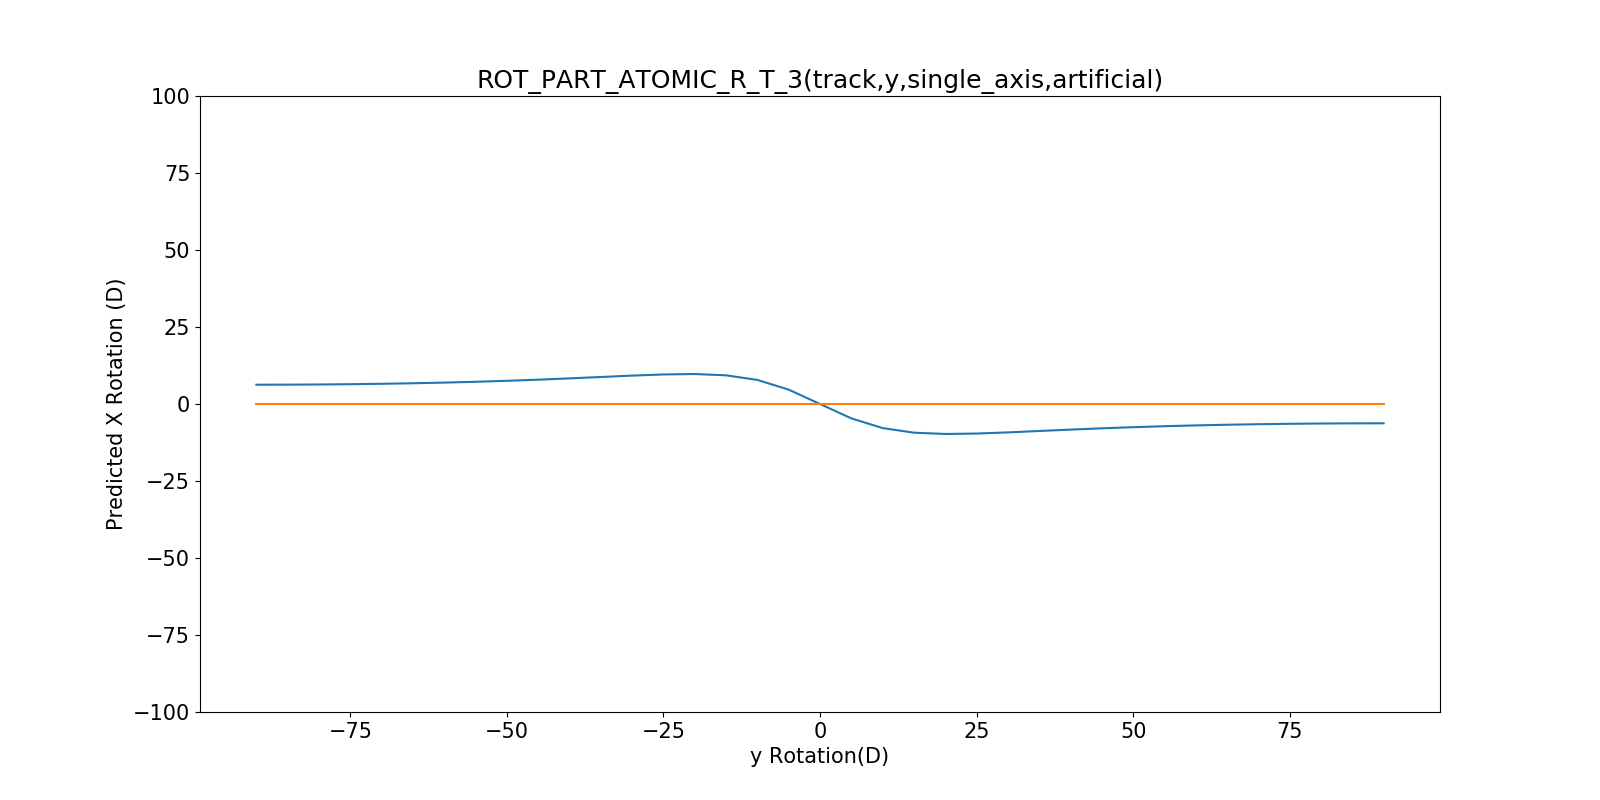 ROT_PART_ATOMIC_R_T_3(track,y,single_axis,artificial)
100
75
50
25
0
−25
−50
−75
−100
Predicted X Rotation (D)
−75 −50 −25 0 25 50 75
y Rotation(D)